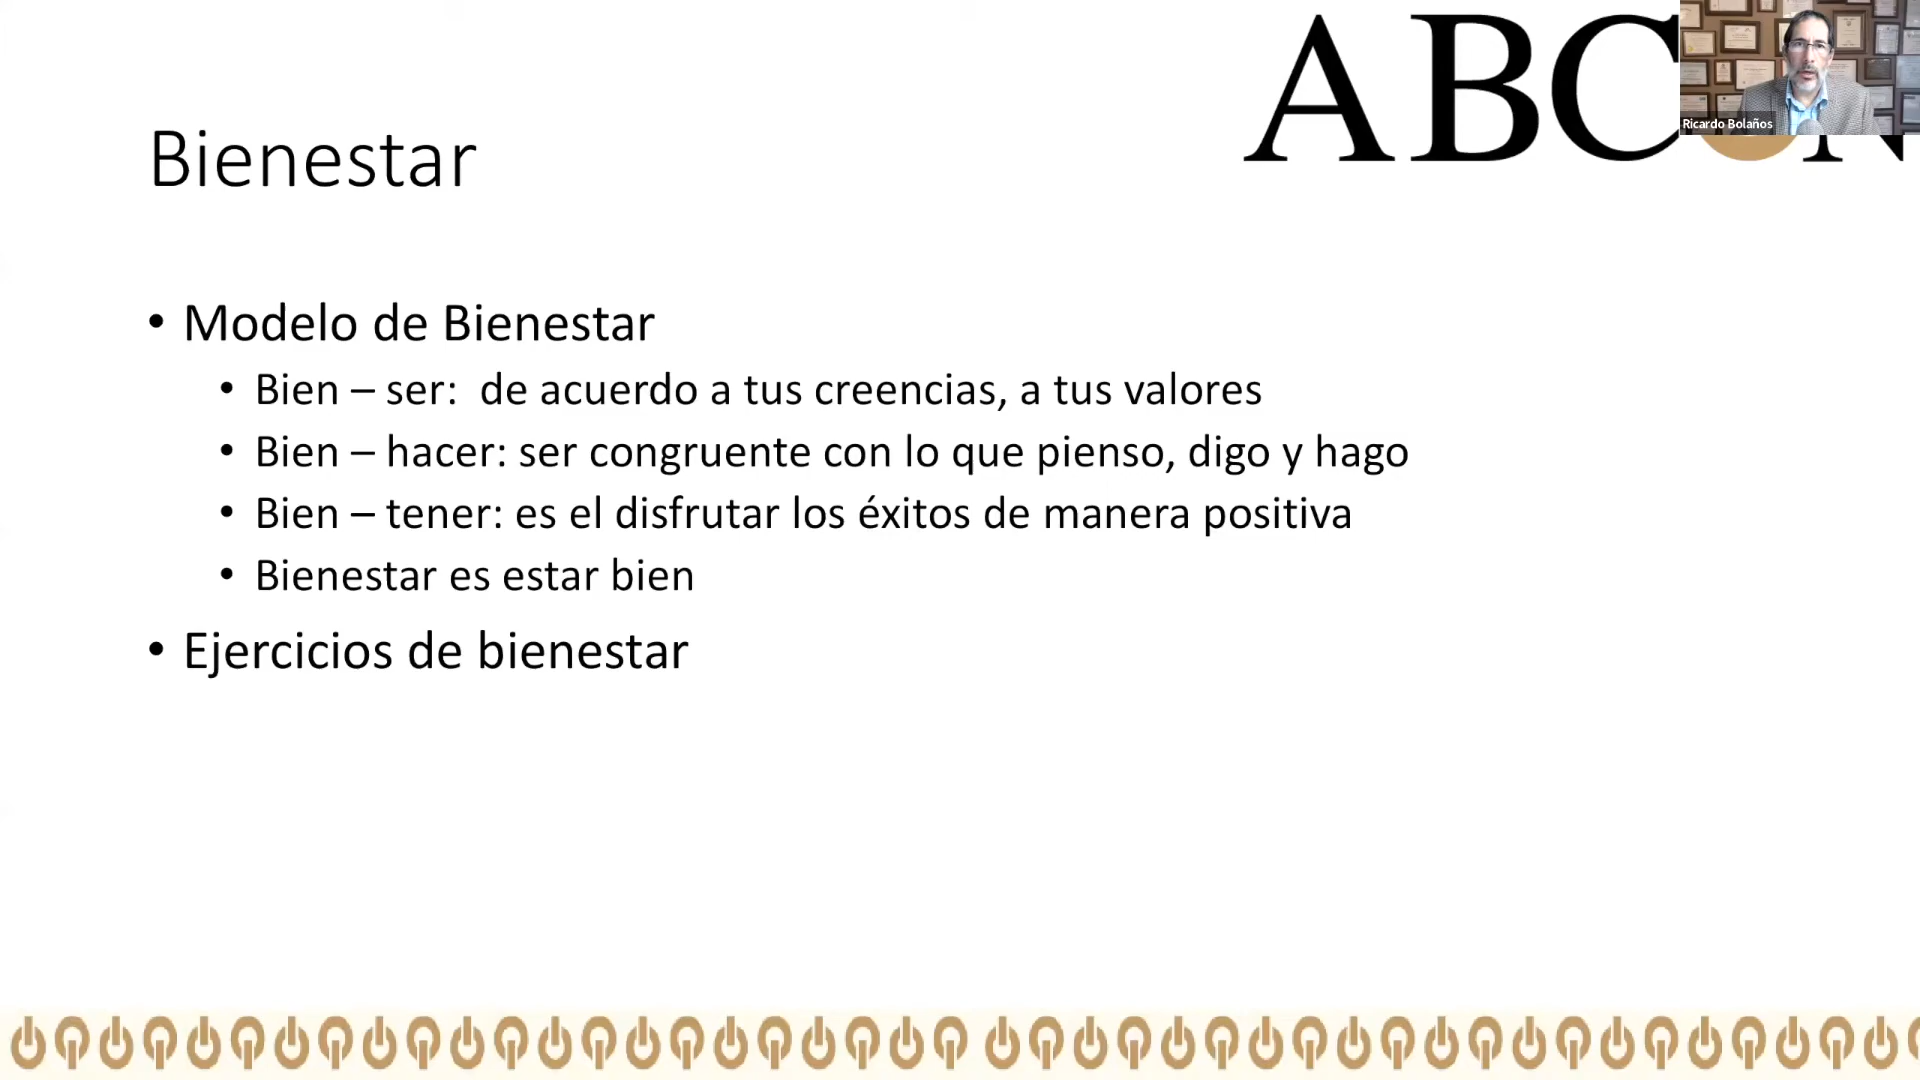 ABC
Ricardo Bolaños
Bienestar
• Modelo de Bienestar
• Bien – ser:  de acuerdo a tus creencias, a tus valores
• Bien – hacer: ser congruente con lo que pienso, digo y hago
• Bien – tener: es el disfrutar los éxitos de manera positiva
• Bienestar es estar bien
• Ejercicios de bienestar